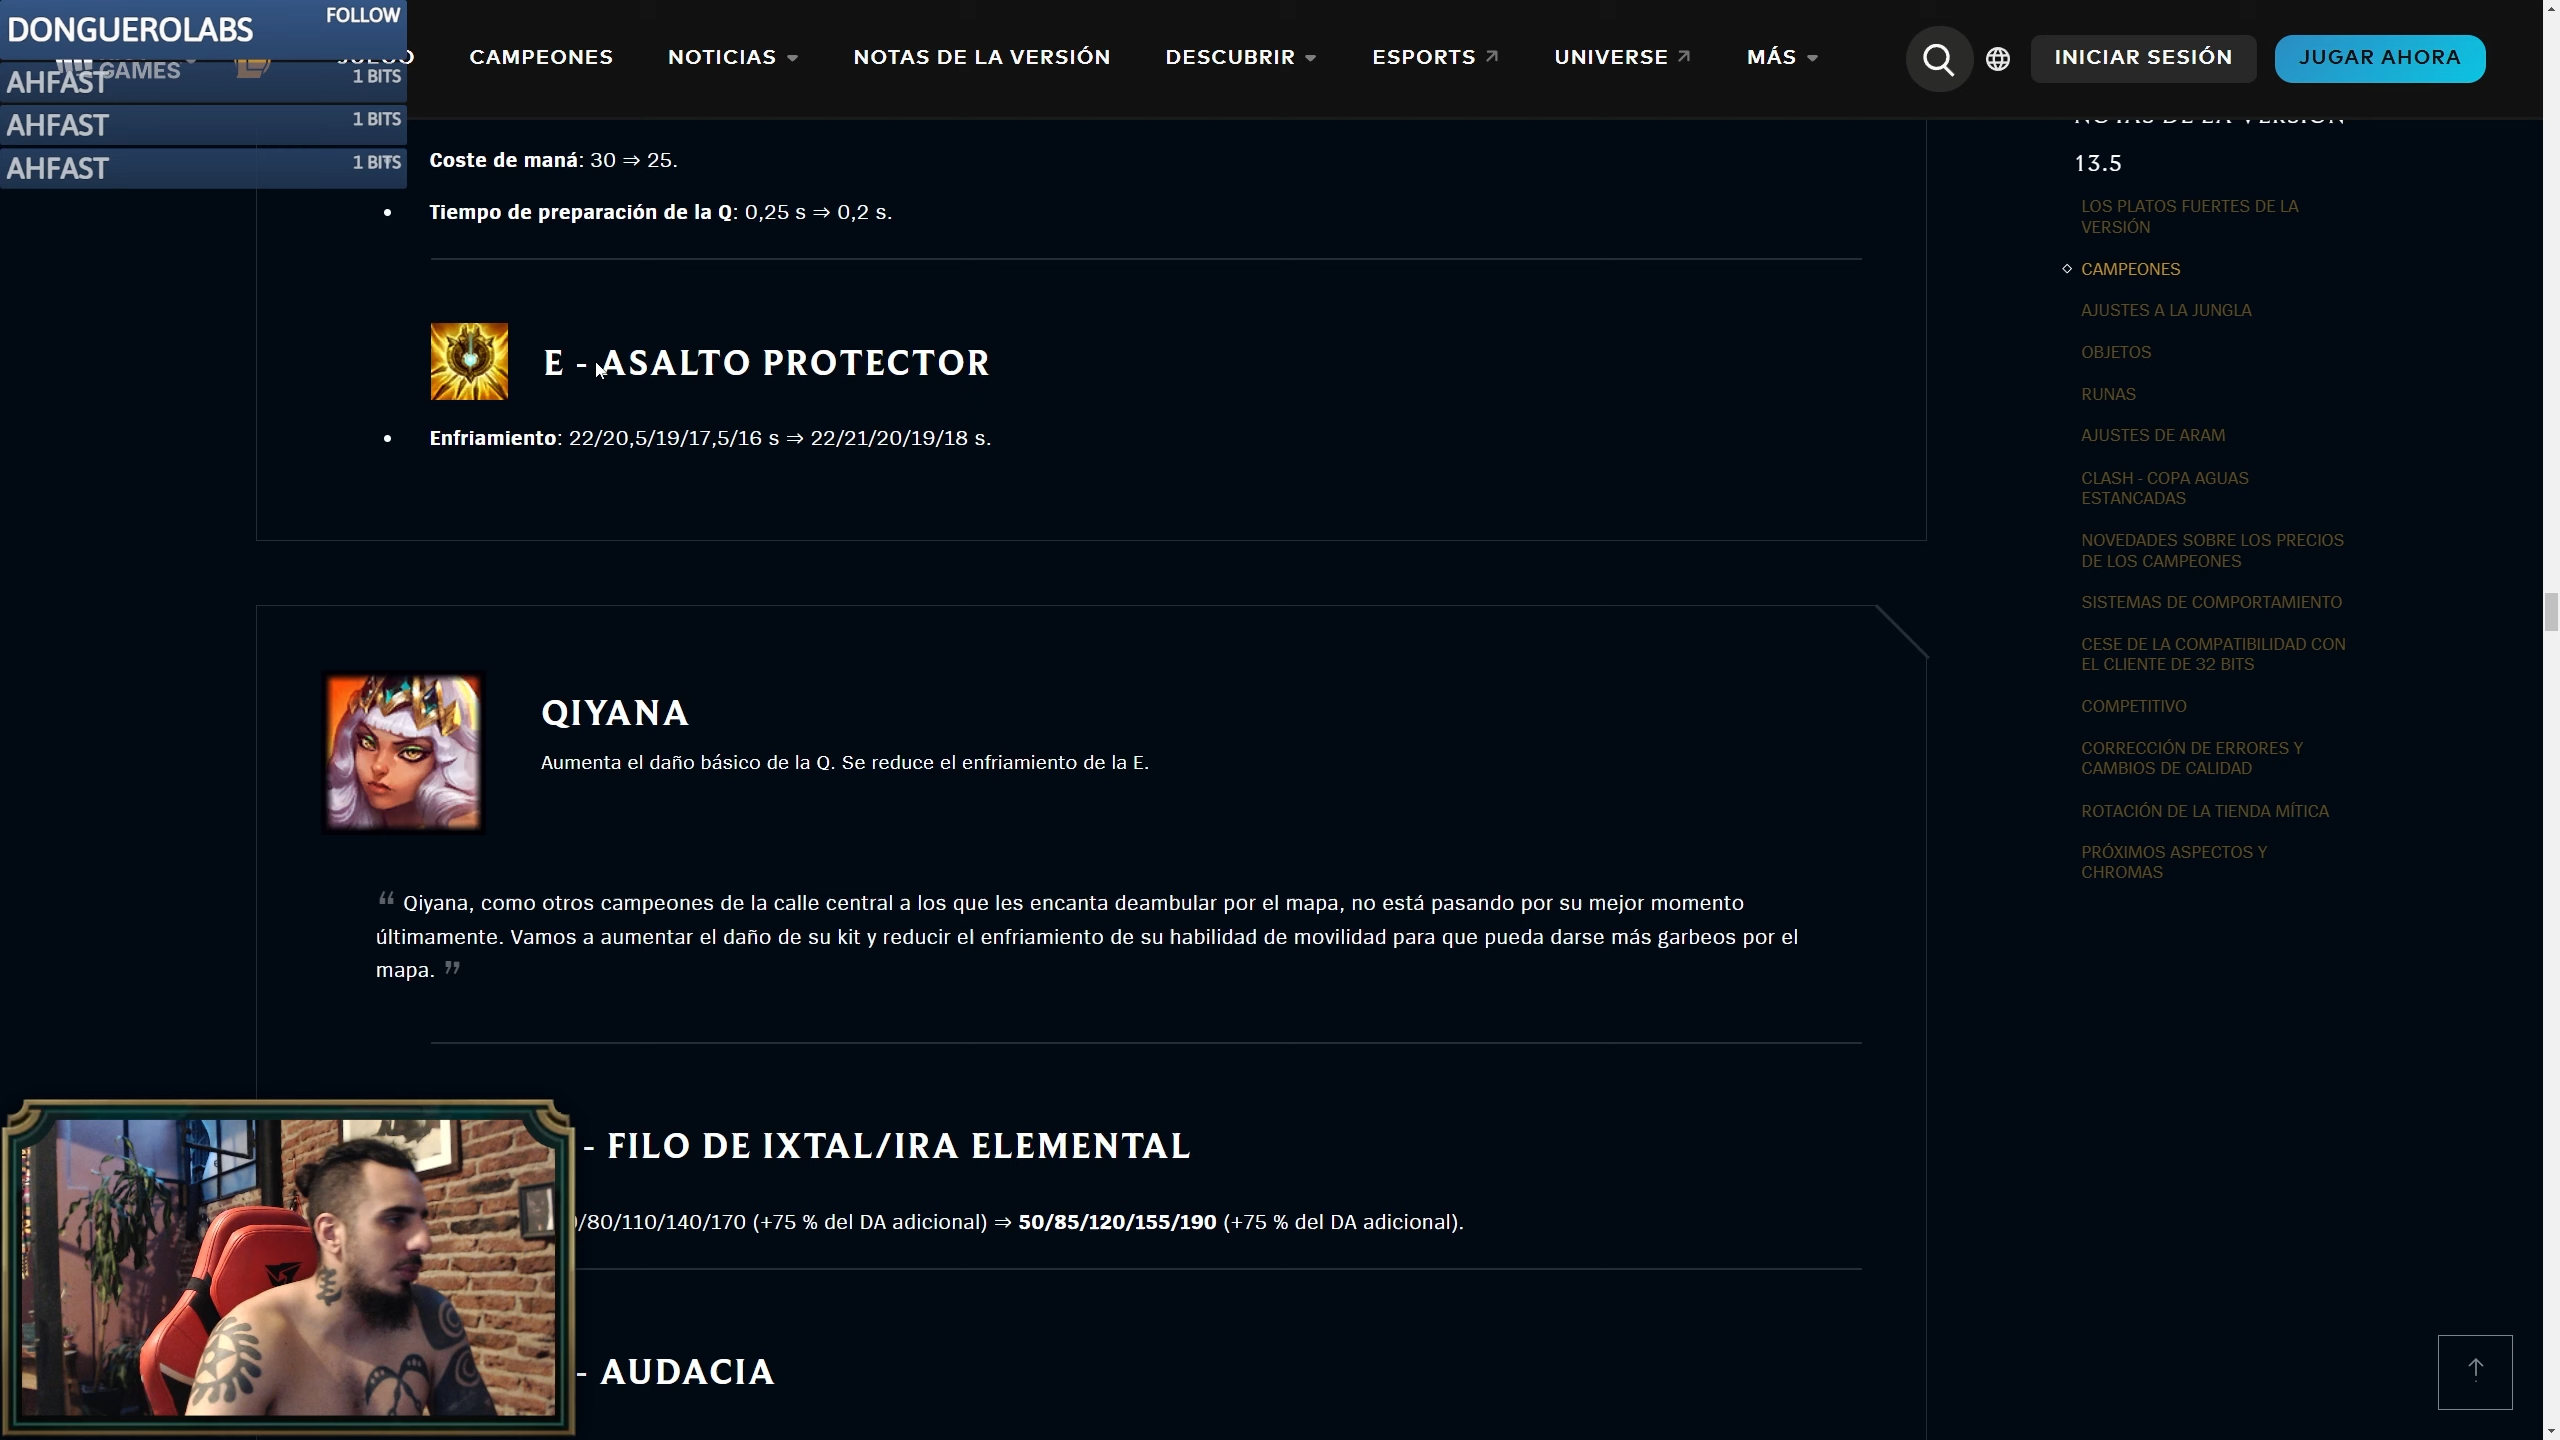 DONGUEROLABS FOLLOW
AHFAST 1 BITS
AHFAST 1 BITS
AHFAST 1 BITS
GAMES
CAMPEONES NOTICIAS NOTAS DE LA VERSIÓN DESCUBRIR ESPORTS UNIVERSE MÁS INICIAR SESIÓN JUGAR AHORA
Coste de maná: 30 ⇒ 25.
• Tiempo de preparación de la Q: 0,25 s ⇒ 0,2 s.
E - ASALTO PROTECTOR
• Enfriamiento: 22/20,5/19/17,5/16 s ⇒ 22/21/20/19/18 s.
QIYANA
Aumenta el daño básico de la Q. Se reduce el enfriamiento de la E.
“ Qiyana, como otros campeones de la calle central a los que les encanta deambular por el mapa, no está pasando por su mejor momento
últimamente. Vamos a aumentar el daño de su kit y reducir el enfriamiento de su habilidad de movilidad para que pueda darse más garbeos por el
mapa. ”
- FILO DE IXTAL/IRA ELEMENTAL
/80/110/140/170 (+75 % del DA adicional) ⇒ 50/85/120/155/190 (+75 % del DA adicional).
- AUDACIA
NOTAS DE LA VERSIÓN
13.5
LOS PLATOS FUERTES DE LA
VERSIÓN
CAMPEONES
AJUSTES A LA JUNGLA
OBJETOS
RUNAS
AJUSTES DE ARAM
CLASH - COPA AGUAS
ESTANCADAS
NOVEDADES SOBRE LOS PRECIOS
DE LOS CAMPEONES
SISTEMAS DE COMPORTAMIENTO
CESE DE LA COMPATIBILIDAD CON
EL CLIENTE DE 32 BITS
COMPETITIVO
CORRECCIÓN DE ERRORES Y
CAMBIOS DE CALIDAD
ROTACIÓN DE LA TIENDA MÍTICA
PRÓXIMOS ASPECTOS Y
CHROMAS